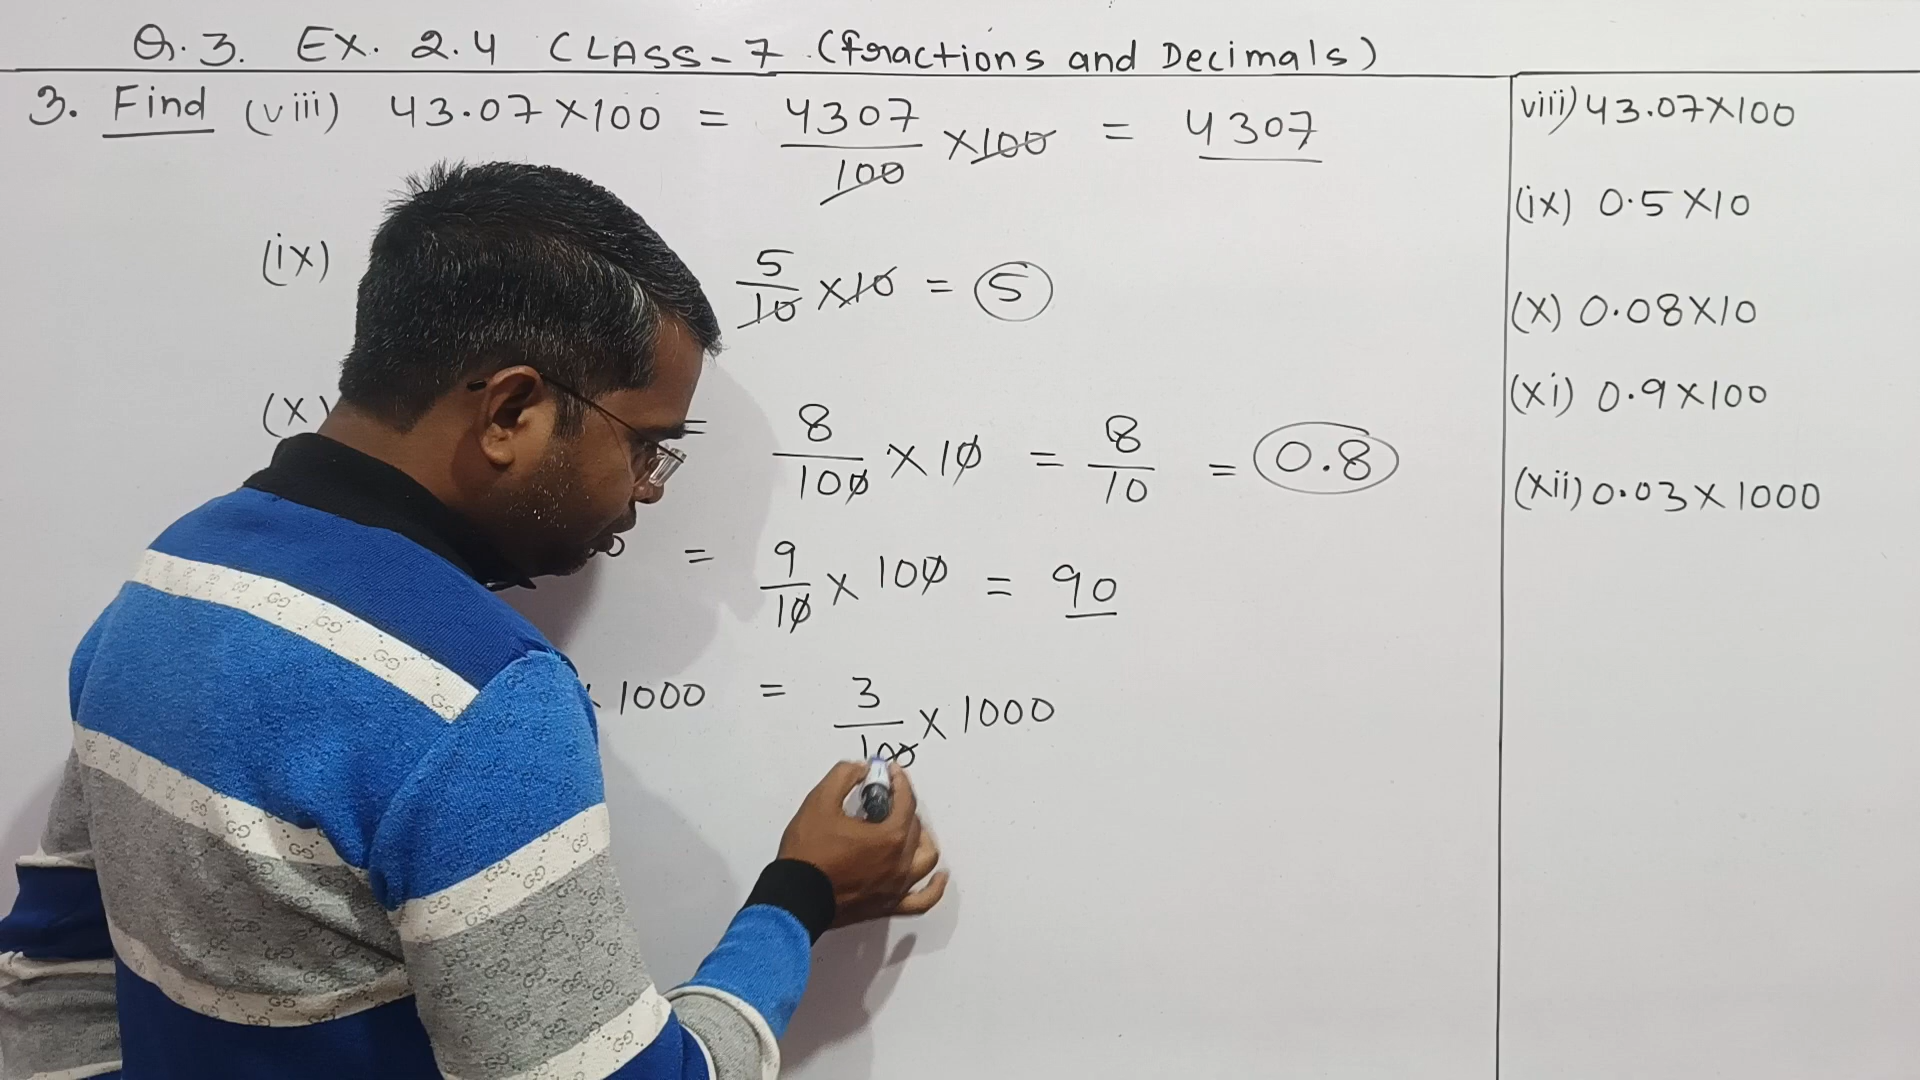 Q.3. EX. 2.4 CLASS-7 (Fractions and Decimals)
3. Find (viii) 43.07×100 = 4307/100 ×100 = 4307
(ix) 5/10 ×10 = 5
(x) = 8/100 ×10 = 8/10 = 0.8
= 9/10 × 100 = 90
1000 = 3/100 × 1000
viii) 43.07×100
(ix) 0.5×10
(x) 0.08×10
(xi) 0.9×100
(xii) 0.03×1000